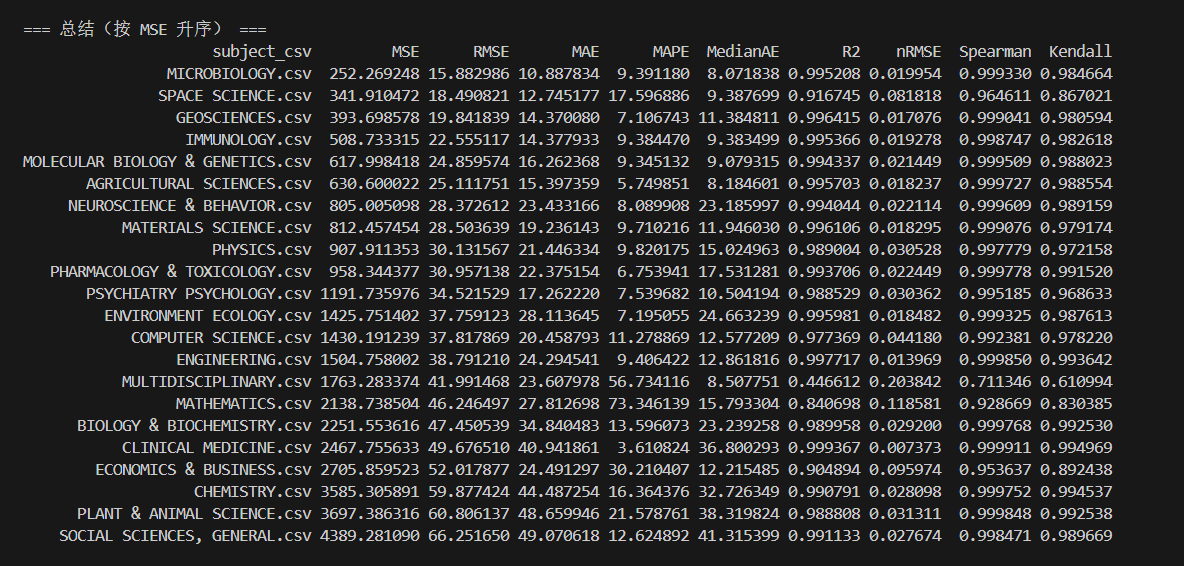 === 总结（按 MSE 升序） ===
subject_csv MSE RMSE MAE MAPE MedianAE R2 nRMSE Spearman Kendall
MICROBIOLOGY.csv 252.269248 15.882986 10.887834 9.391180 8.071838 0.995208 0.019954 0.999330 0.984664
SPACE SCIENCE.csv 341.910472 18.490821 12.745177 17.596886 9.387699 0.916745 0.081818 0.964611 0.867021
GEOSCIENCES.csv 393.698578 19.841839 14.370080 7.106743 11.384811 0.996415 0.017076 0.999041 0.980594
IMMUNOLOGY.csv 508.733315 22.555117 14.377933 9.384470 9.383499 0.995366 0.019278 0.998747 0.982618
MOLECULAR BIOLOGY & GENETICS.csv 617.998418 24.859574 16.262368 9.345132 9.079315 0.994337 0.021449 0.999509 0.988023
AGRICULTURAL SCIENCES.csv 630.600022 25.111751 15.397359 5.749851 8.184601 0.995703 0.018237 0.999727 0.988554
NEUROSCIENCE & BEHAVIOR.csv 805.005098 28.372612 23.433166 8.089908 23.185997 0.994044 0.022114 0.999609 0.989159
MATERIALS SCIENCE.csv 812.457454 28.503639 19.236143 9.710216 11.946030 0.996106 0.018295 0.999076 0.979174
PHYSICS.csv 907.911353 30.131567 21.446334 9.820175 15.024963 0.989004 0.030528 0.997779 0.972158
PHARMACOLOGY & TOXICOLOGY.csv 958.344377 30.957138 22.375154 6.753941 17.531281 0.993706 0.022449 0.999778 0.991520
PSYCHIATRY PSYCHOLOGY.csv 1191.735976 34.521529 17.262220 7.539682 10.504194 0.988529 0.030362 0.995185 0.968633
ENVIRONMENT ECOLOGY.csv 1425.751402 37.759123 28.113645 7.195055 24.663239 0.995981 0.018482 0.999325 0.987613
COMPUTER SCIENCE.csv 1430.191239 37.817869 20.458793 11.278869 12.577209 0.977369 0.044180 0.992381 0.978220
ENGINEERING.csv 1504.758002 38.791210 24.294541 9.406422 12.861816 0.997717 0.013969 0.999850 0.993642
MULTIDISCIPLINARY.csv 1763.283374 41.991468 23.607978 56.734116 8.507751 0.446612 0.203842 0.711346 0.610994
MATHEMATICS.csv 2138.738504 46.246497 27.812698 73.346139 15.793304 0.840698 0.118581 0.928669 0.830385
BIOLOGY & BIOCHEMISTRY.csv 2251.553616 47.450539 34.840483 13.596073 23.239258 0.989958 0.029200 0.999768 0.992530
CLINICAL MEDICINE.csv 2467.755633 49.676510 40.941861 3.610824 36.800293 0.999367 0.007373 0.999911 0.994969
ECONOMICS & BUSINESS.csv 2705.859523 52.017877 24.491297 30.210407 12.215485 0.904894 0.095974 0.953637 0.892438
CHEMISTRY.csv 3585.305891 59.877424 44.487254 16.364376 32.726349 0.990791 0.028098 0.999752 0.994537
PLANT & ANIMAL SCIENCE.csv 3697.386316 60.806137 48.659946 21.578761 38.319824 0.988808 0.031311 0.999848 0.992538
SOCIAL SCIENCES, GENERAL.csv 4389.281090 66.251650 49.070618 12.624892 41.315399 0.991133 0.027674 0.998471 0.989669